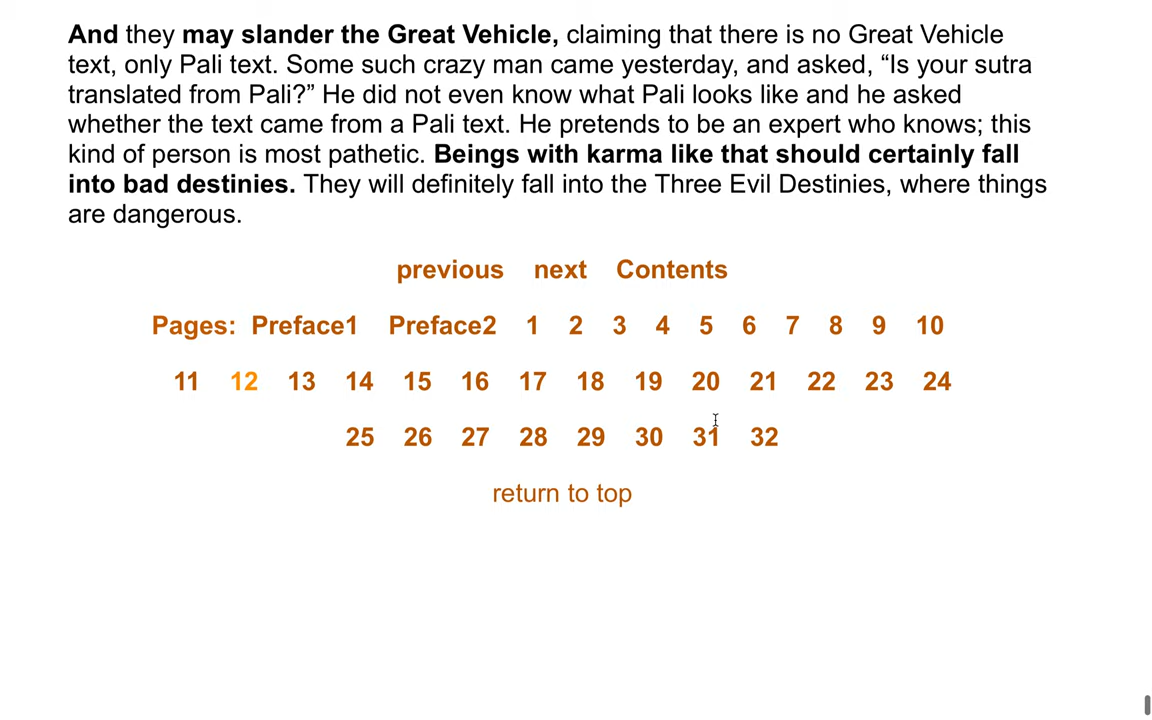 And they may slander the Great Vehicle, claiming that there is no Great Vehicle
text, only Pali text. Some such crazy man came yesterday, and asked, “Is your sutra
translated from Pali?” He did not even know what Pali looks like and he asked
whether the text came from a Pali text. He pretends to be an expert who knows; this
kind of person is most pathetic. Beings with karma like that should certainly fall
into bad destinies. They will definitely fall into the Three Evil Destinies, where things
are dangerous.
previous next Contents
Pages: Preface1 Preface2 1 2 3 4 5 6 7 8 9 10
11 12 13 14 15 16 17 18 19 20 21 22 23 24
25 26 27 28 29 30 31 32
return to top